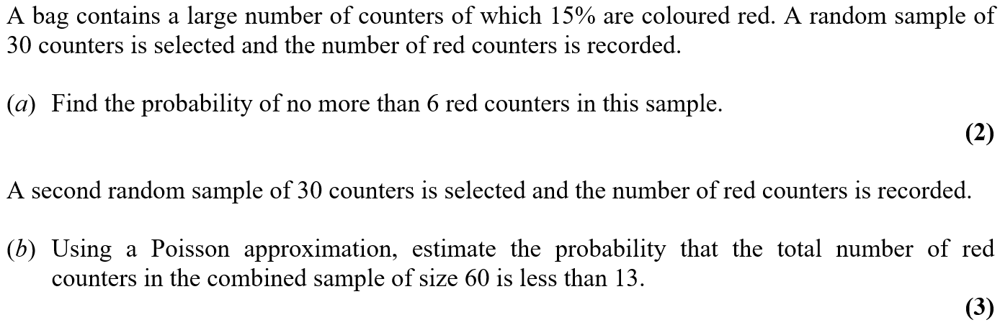 A bag contains a large number of counters of which 15% are coloured red. A random sample of
30 counters is selected and the number of red counters is recorded.
(a) Find the probability of no more than 6 red counters in this sample.
(2)
A second random sample of 30 counters is selected and the number of red counters is recorded.
(b) Using a Poisson approximation, estimate the probability that the total number of red
counters in the combined sample of size 60 is less than 13.
(3)